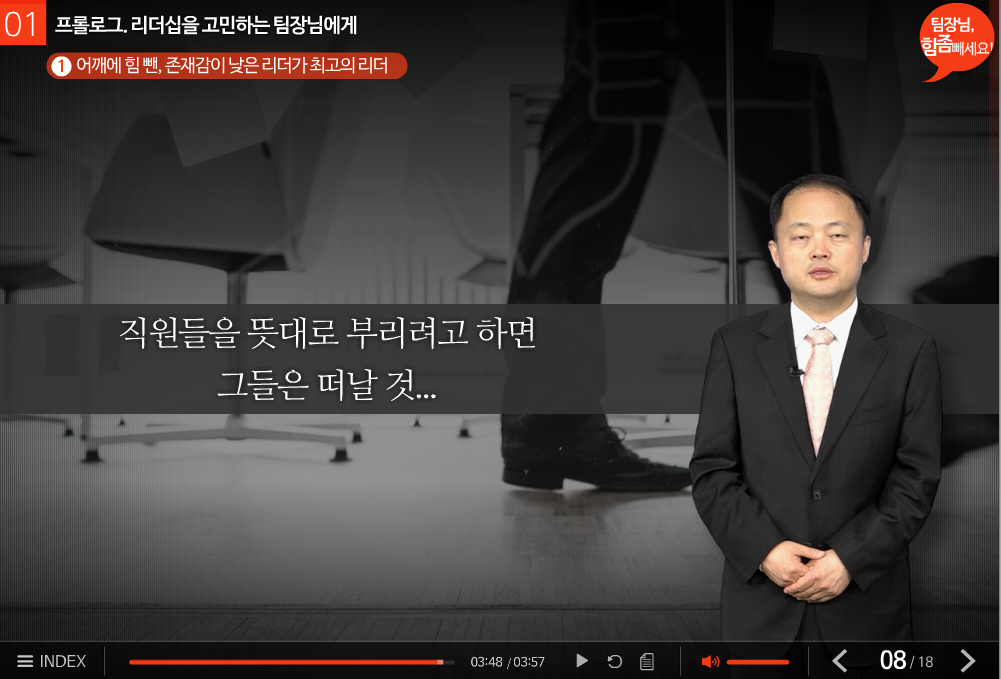 01
프롤로그. 리더십을 고민하는 팀장님에게
1 어깨에 힘 뺀, 존재감이 낮은 리더가 최고의 리더
팀장님,
힘좀빼세요!
직원들을 뜻대로 부리려고 하면
그들은 떠날 것...
INDEX
03:48 / 03:57
08 / 18